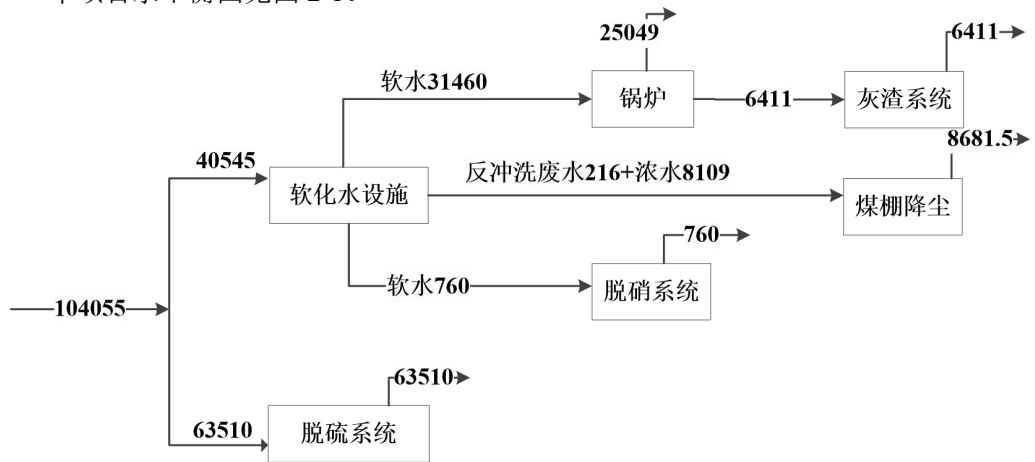 25049
6411
软水31460
锅炉
6411
灰渣系统
8681.5
40545
反冲洗废水216+浓水8109
软化水设施
煤棚降尘
760
软水760
脱硝系统
104055
63510
63510
脱硫系统